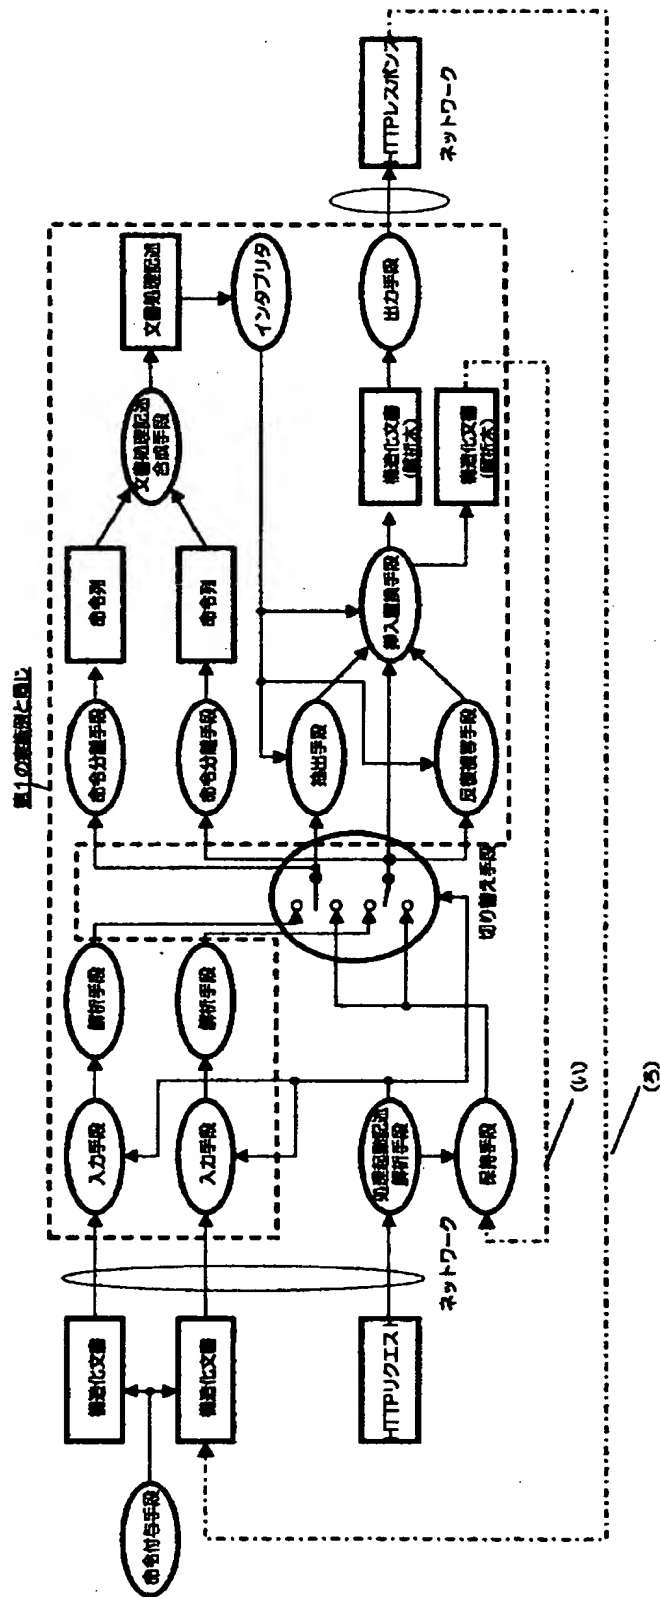 第1の実施例と同じ
命令付与手段
構造化文書
構造化文書
HTTPリクエスト
ネットワーク
入力手段
入力手段
処理起動記述
解析手段
保持手段
解析手段
解析手段
切り替え手段
命令分離手段
命令分離手段
抽出手段
反復複写手段
命令列
命令列
挿入置換手段
文書処理記述
合成手段
構造化文書
(解析木)
構造化文書
(解析木)
文書処理記述
インタプリタ
出力手段
HTTPレスポンス
ネットワーク
(い)
(ろ)